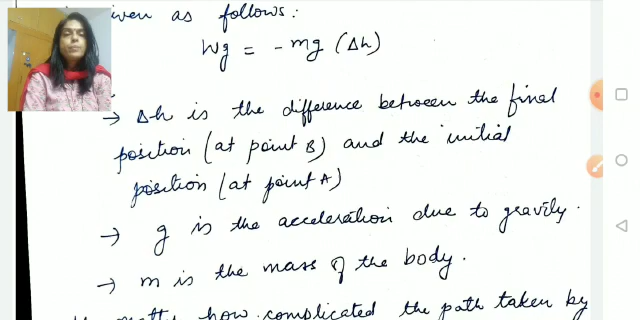 given as follows:
Wg = - mg (Δh)
→ Δh is the difference between the final
position (at point B) and the initial
position (at point A)
→ g is the acceleration due to gravity.
→ m is the mass of the body.
matter how complicated the path taken by